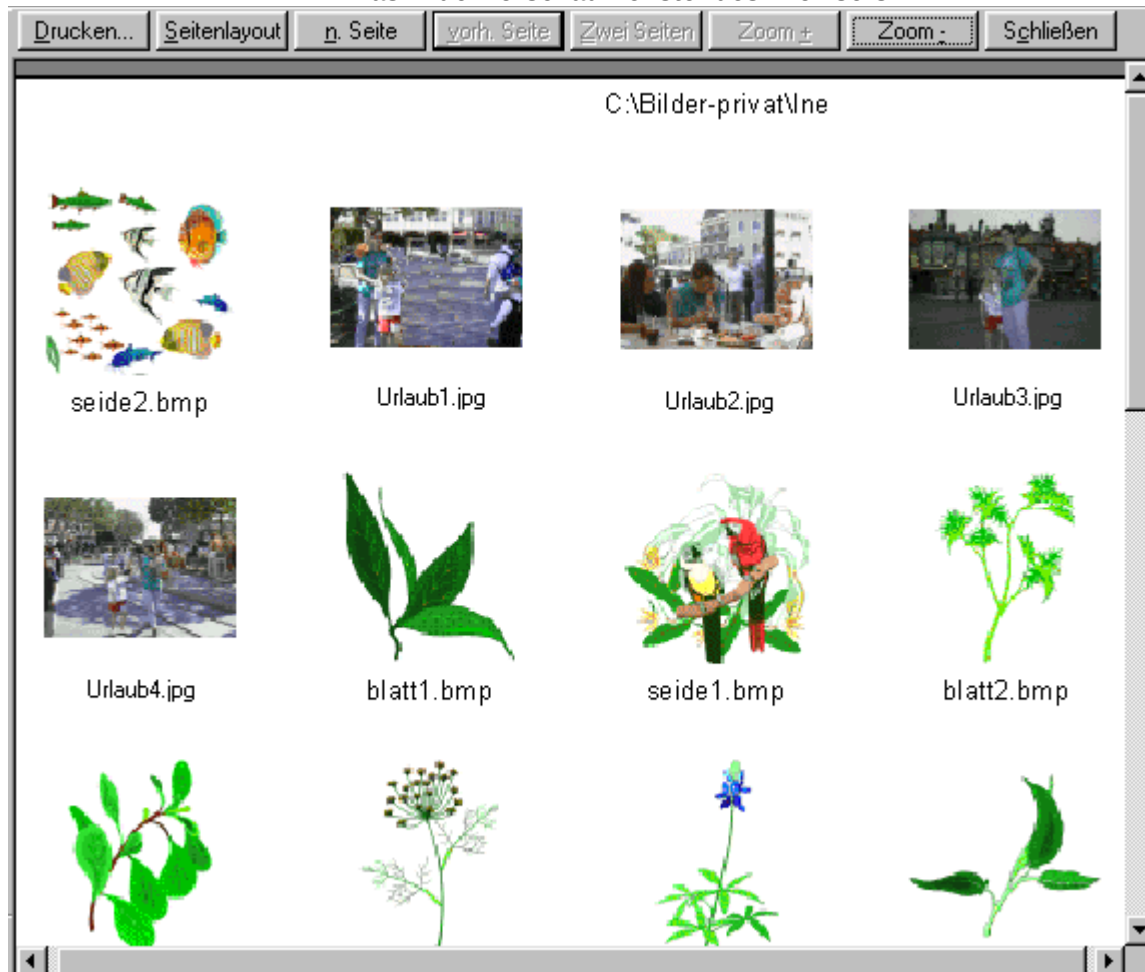 Drucken... Seitenlayout n. Seite vorh. Seite Zwei Seiten Zoom + Zoom - Schließen
C:\Bilder-privat\Ine
seide2.bmp Urlaub1.jpg Urlaub2.jpg Urlaub3.jpg
Urlaub4.jpg blatt1.bmp seide1.bmp blatt2.bmp